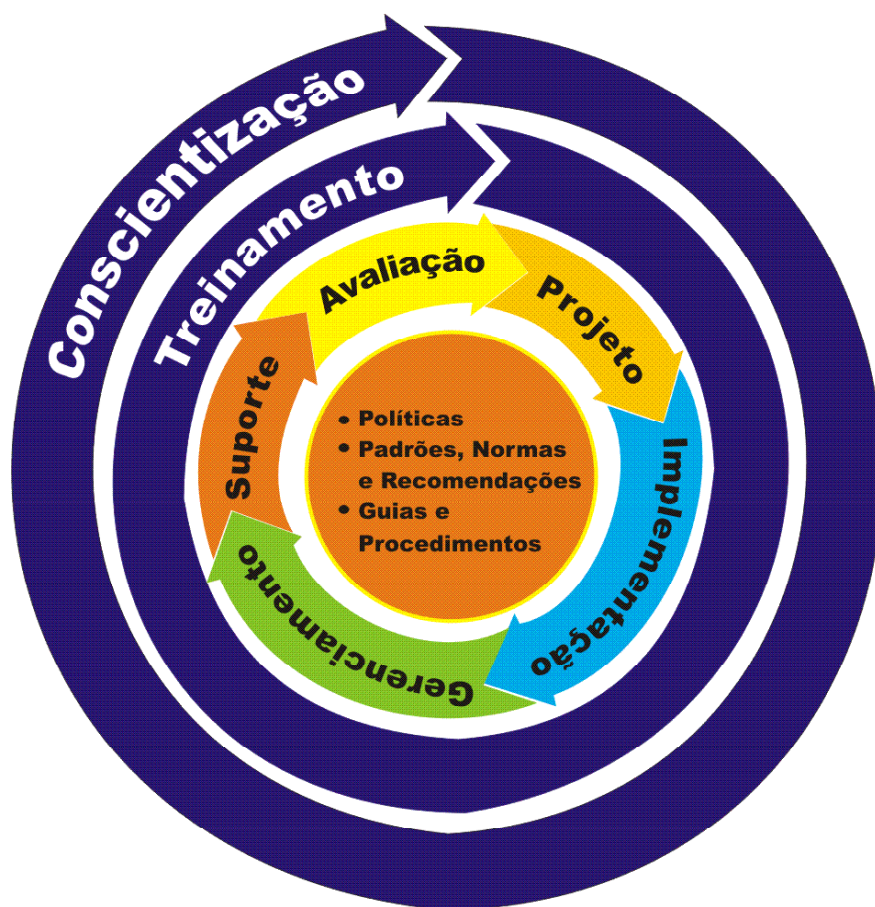 Conscientização
Treinamento
Avaliação
Projeto
Implementação
Gerenciamento
Suporte
• Políticas
• Padrões, Normas
e Recomendações
• Guias e
Procedimentos